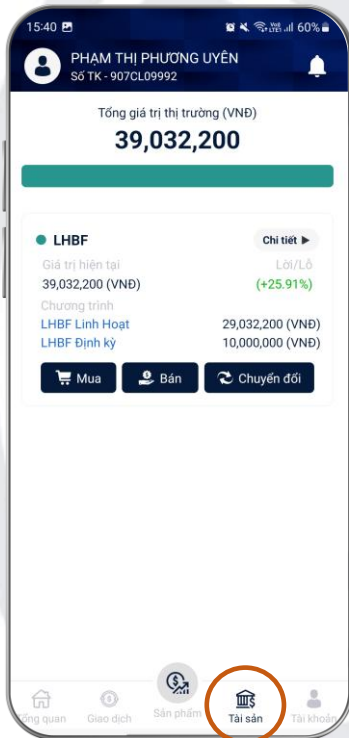 15:40 60%
PHẠM THỊ PHƯƠNG UYÊN
Số TK - 907CL09992
Tổng giá trị thị trường (VNĐ)
39,032,200
LHBF Chi tiết ▶
Giá trị hiện tại Lời/Lỗ
39,032,200 (VNĐ) (+25.91%)
Chương trình
LHBF Linh Hoạt 29,032,200 (VNĐ)
LHBF Định kỳ 10,000,000 (VNĐ)
Mua Bán Chuyển đổi
Tổng quan Giao dịch Sản phẩm Tài sản Tài khoản